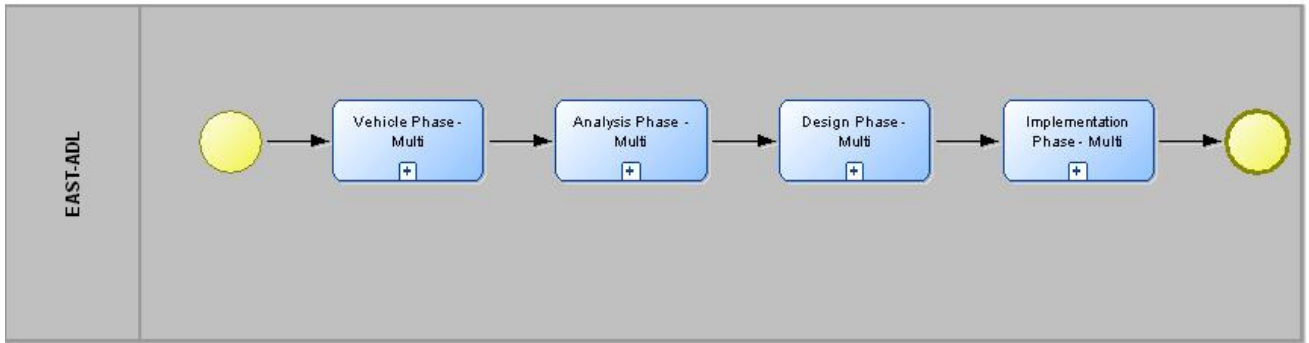 EAST-ADL
Vehicle Phase -
Multi
Analysis Phase -
Multi
Design Phase -
Multi
Implementation
Phase - Multi